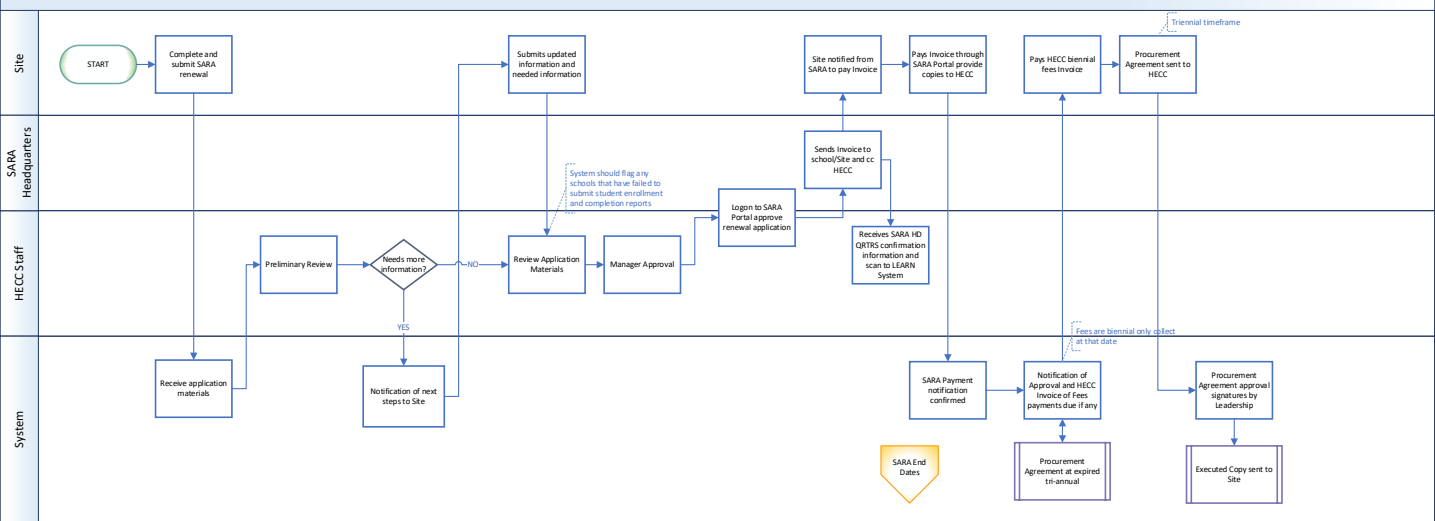 Site
START
Complete and
submit SARA
renewal
Submits updated
information and
needed information
Site notified from
SARA to pay Invoice
Pays Invoice through
SARA Portal provide
copies to HECC
Pays HECC biennial
fees Invoice
Procurement
Agreement sent to
HECC
Triennial timeframe
SARA
Headquarters
System should flag any
schools that have failed to
submit student enrollment
and completion reports
Sends Invoice to
school/Site and cc
HECC
HECC Staff
Preliminary Review
Needs more
information?
NO
YES
Review Application
Materials
Manager Approval
Logon to SARA
Portal approve
renewal application
Receives SARA HD
QRTRS confirmation
information and
scan to LEARN
System
System
Receive application
materials
Notification of next
steps to Site
SARA Payment
notification
confirmed
Fees are biennial only collect
at that date
Notification of
Approval and HECC
Invoice of Fees
payments due if any
Procurement
Agreement approval
signatures by
Leadership
SARA End
Dates
Procurement
Agreement at expired
tri-annual
Executed Copy sent to
Site